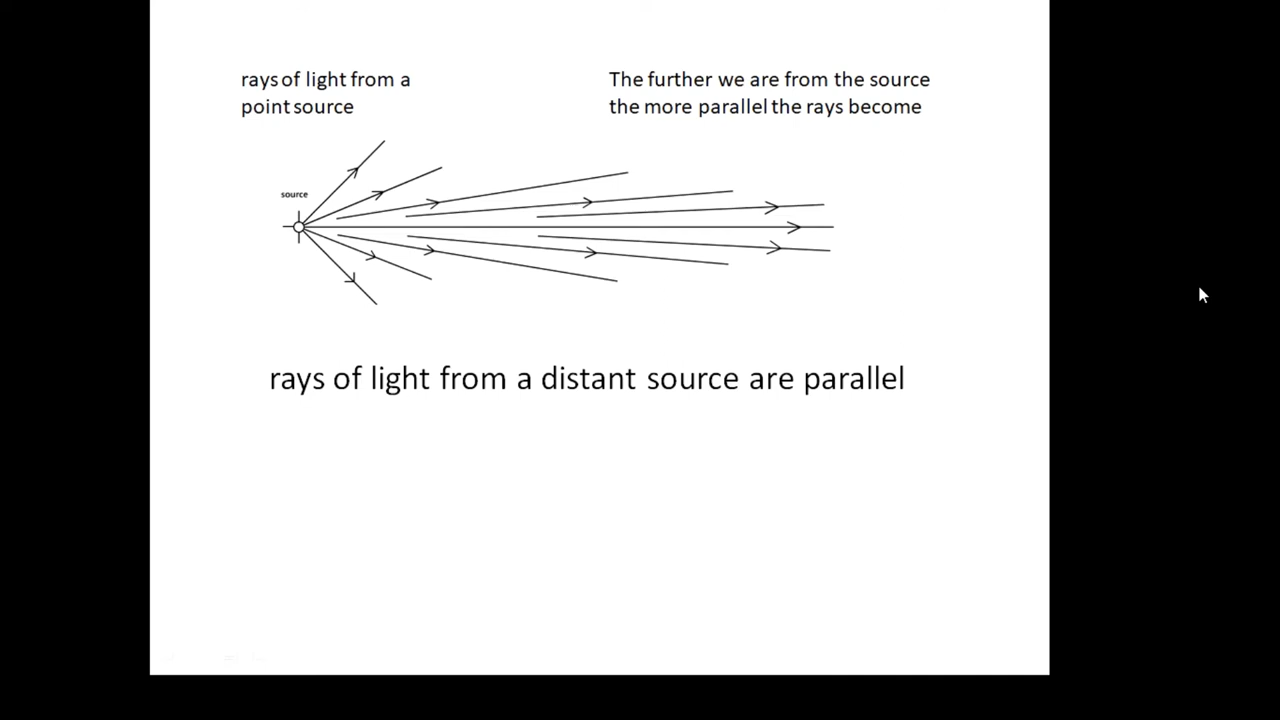 rays of light from a
point source
The further we are from the source
the more parallel the rays become
source
rays of light from a distant source are parallel